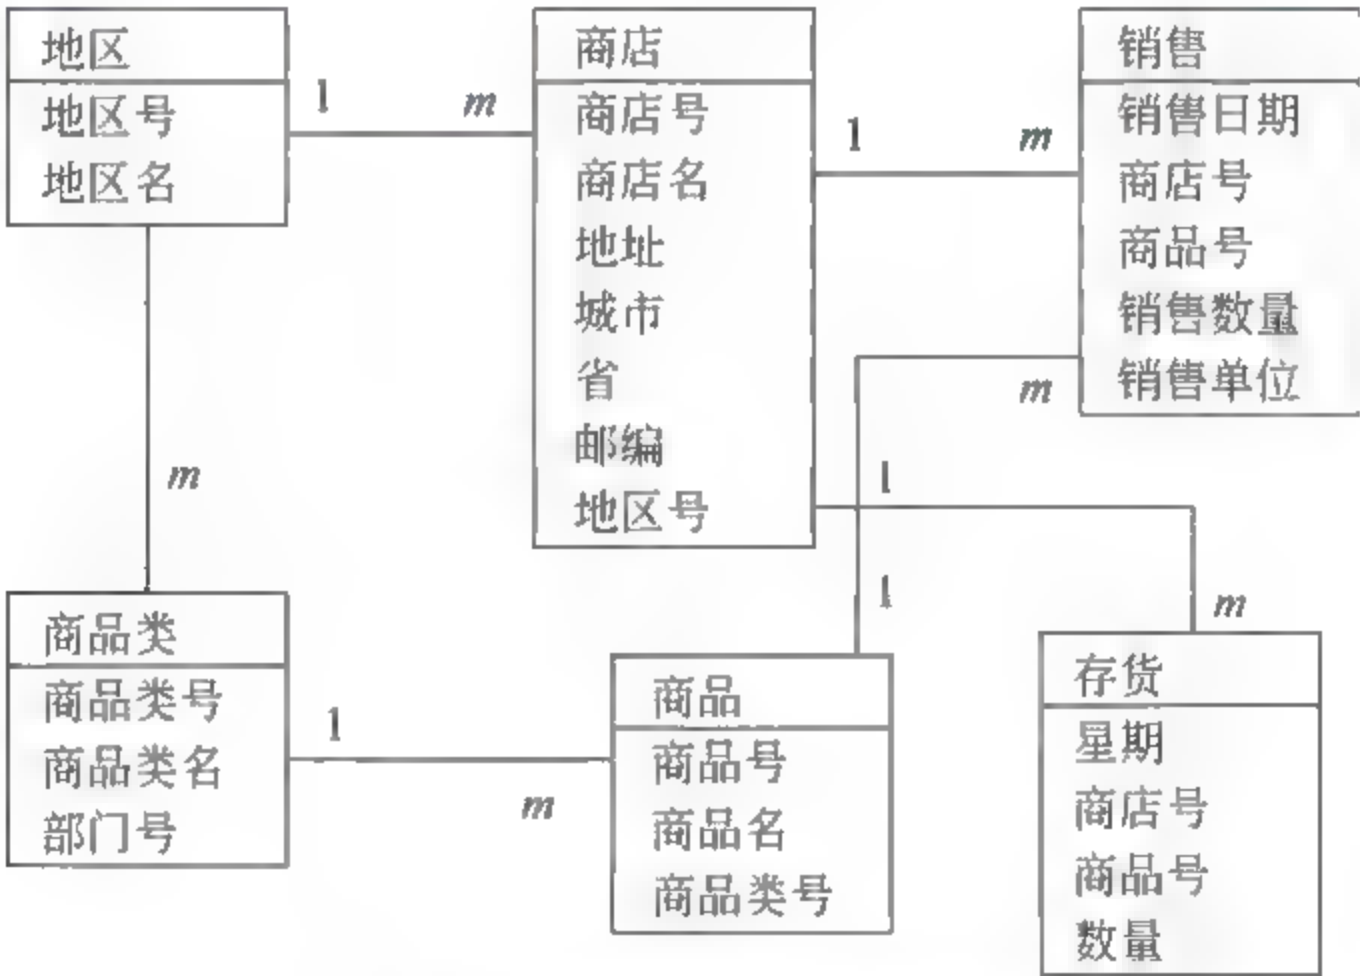 地区
地区号
地区名
1
m
商店
商店号
商店名
地址
城市
省
邮编
地区号
1
m
销售
销售日期
商店号
商品号
销售数量
销售单位
m
1
1
m
m
商品类
商品类号
商品类名
部门号
1
m
商品
商品号
商品名
商品类号
存货
星期
商店号
商品号
数量